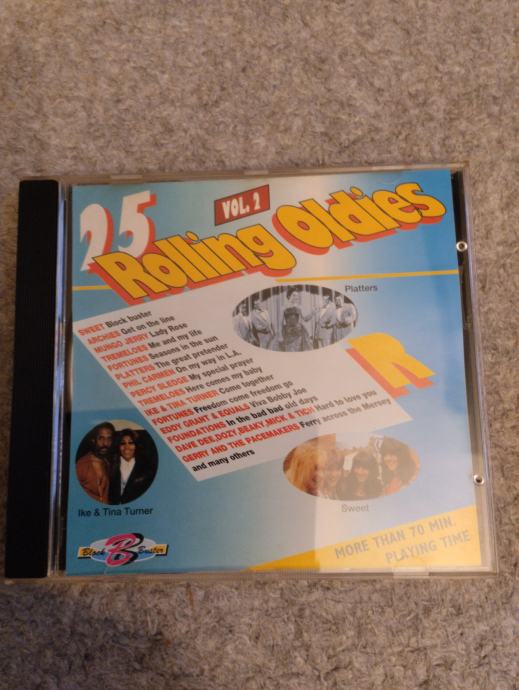 25
VOL. 2
Rolling Oldies
Platters
SWEET Block buster
ARCHIES Get on the line
MUNGO JERRY Lady Rose
TREMELOES Me and my life
FORTUNES Seasons in the sun
PLATTERS The great pretender
PHIL CARMEN On my way in L.A.
PERCY SLEDGE My special prayer
TREMELOES Here comes my baby
IKE & TINA TURNER Come together
FORTUNES Freedom come freedom go
EDDY GRANT & EQUALS Viva Bobby Joe
FOUNDATIONS In the bad bad old days
DAVE DEE,DOZY,BEAKY,MICK & TICH Hard to love you
GERRY AND THE PACEMAKERS Ferry across the Mersey
and many others
R
Ike & Tina Turner
Sweet
Block B Buster
MORE THAN 70 MIN.
PLAYING TIME